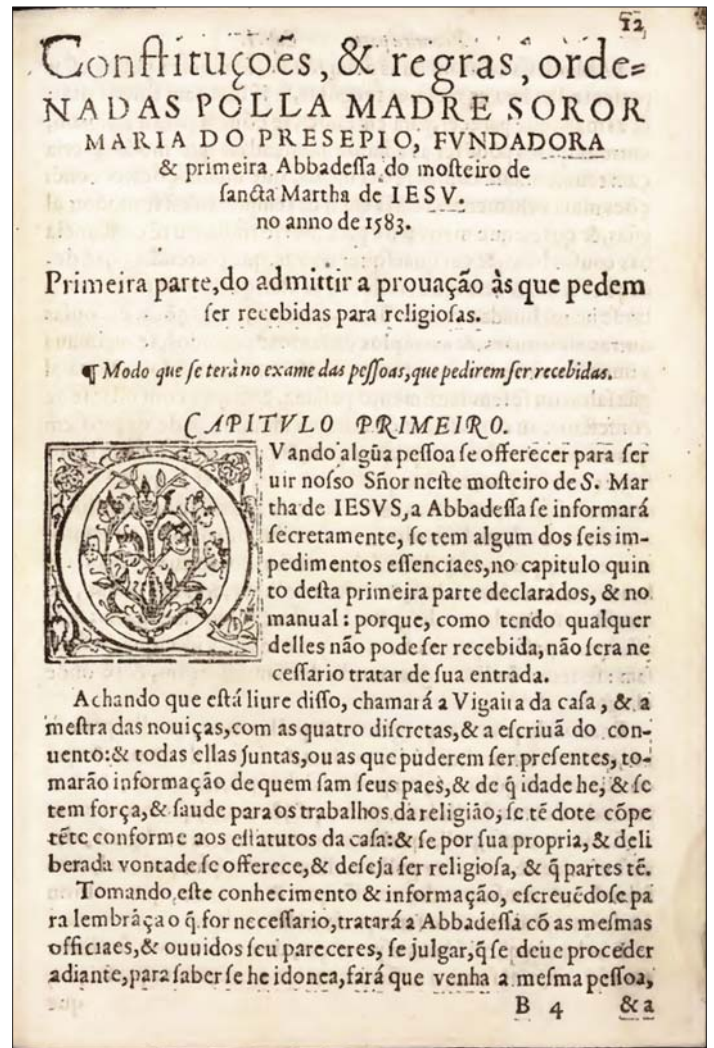 12
Conſtituçoẽs, & regras, orde=
NADAS POLLA MADRE SOROR
MARIA DO PRESEPIO, FVNDADORA
& primeira Abbadeſſa do moſteiro de
ſancta Martha de IESV.
no anno de 1583.
Primeira parte, do admittir a prouação às que pedem
ſer recebidas para religioſas.
¶ Modo que ſe terà no exame das peſſoas, que pedirem ſer recebidas.
CAPITVLO PRIMEIRO.
QVando algũa peſſoa ſe offerecer para ſer
uir noſso Sñor neſte moſteiro de S. Mar
tha de IESVS, a Abbadeſſa ſe informará
ſecretamente, ſe tem algum dos ſeis im-
pedimentos eſſenciaes, no capitulo quin
to deſta primeira parte declarados, & no
manual: porque, como tendo qualquer
delles não pode ſer recebida, não ſera ne
ceſſario tratar de ſua entrada.
Achando que eſtá liure diſſo, chamará a Vigaira da caſa, & a
meſtra das nouiças, com as quatro diſcretas, & a eſcriuã do con-
uento: & todas ellas juntas, ou as que puderem ſer preſentes, to-
marão informação de quem ſam ſeus paes, & de q̃ idade he, & ſe
tem força, & ſaude para os trabalhos da religião, ſe tẽ dote cõpe
tẽte conforme aos eſtatutos da caſa: & ſe por ſua propria, & deli
berada vontade ſe offerece, & deſeja ſer religioſa, & q̃ partes tẽ.
Tomando eſte conhecimento & informação, eſcreuẽdoſe pa
ra lembrãça o q̃ for neceſſario, tratará a Abbadeſſa cõ as meſmas
officiaes, & ouuidos ſeu pareceres, ſe julgar, q̃ ſe deue proceder
adiante, para ſaber ſe he idonea, fará que venha a meſma peſſoa,
B 4 & a